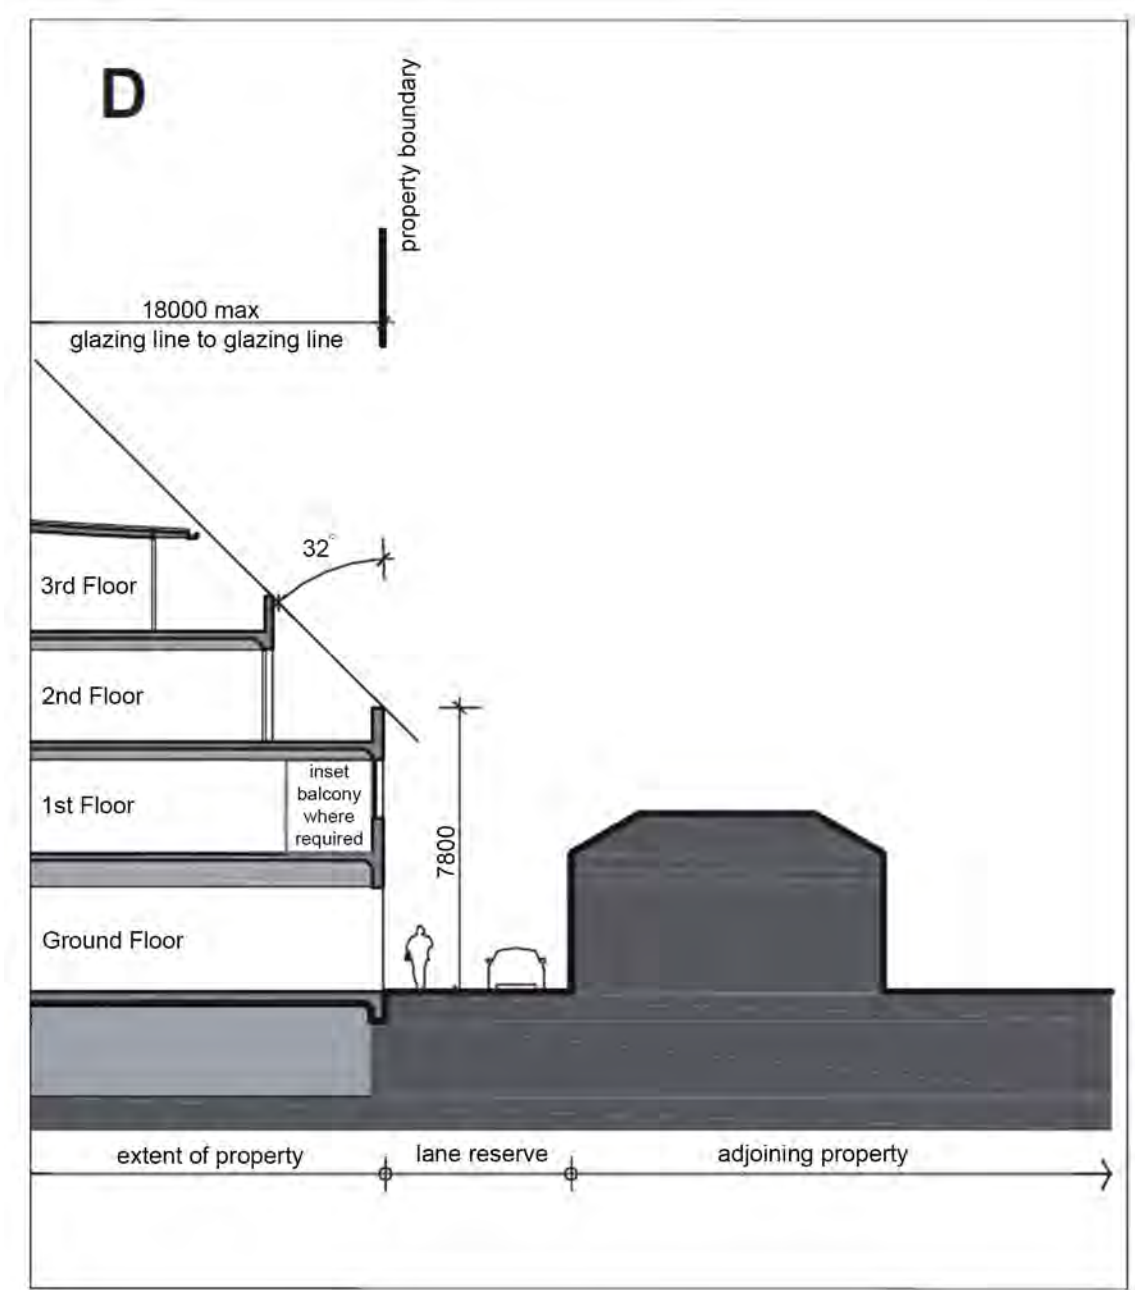 D
property boundary
18000 max
glazing line to glazing line
32°
3rd Floor
2nd Floor
inset
balcony
where
required
1st Floor
7800
Ground Floor
extent of property
lane reserve
adjoining property